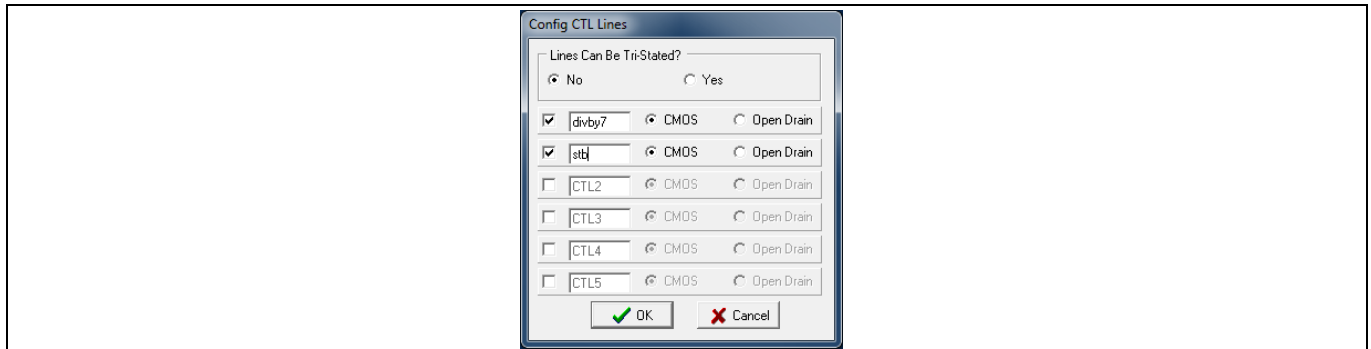 Config CTL Lines
Lines Can Be Tri-Stated?
No Yes
divby7 CMOS Open Drain
stb CMOS Open Drain
CTL2 CMOS Open Drain
CTL3 CMOS Open Drain
CTL4 CMOS Open Drain
CTL5 CMOS Open Drain
OK Cancel